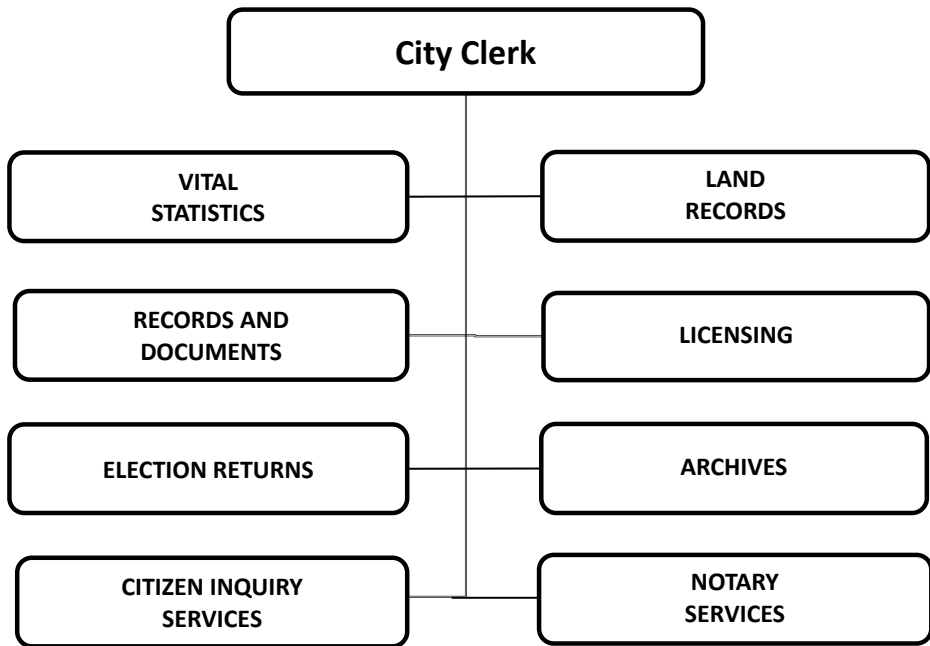 City Clerk
VITAL
STATISTICS
LAND
RECORDS
RECORDS AND
DOCUMENTS
LICENSING
ELECTION RETURNS
ARCHIVES
CITIZEN INQUIRY
SERVICES
NOTARY
SERVICES